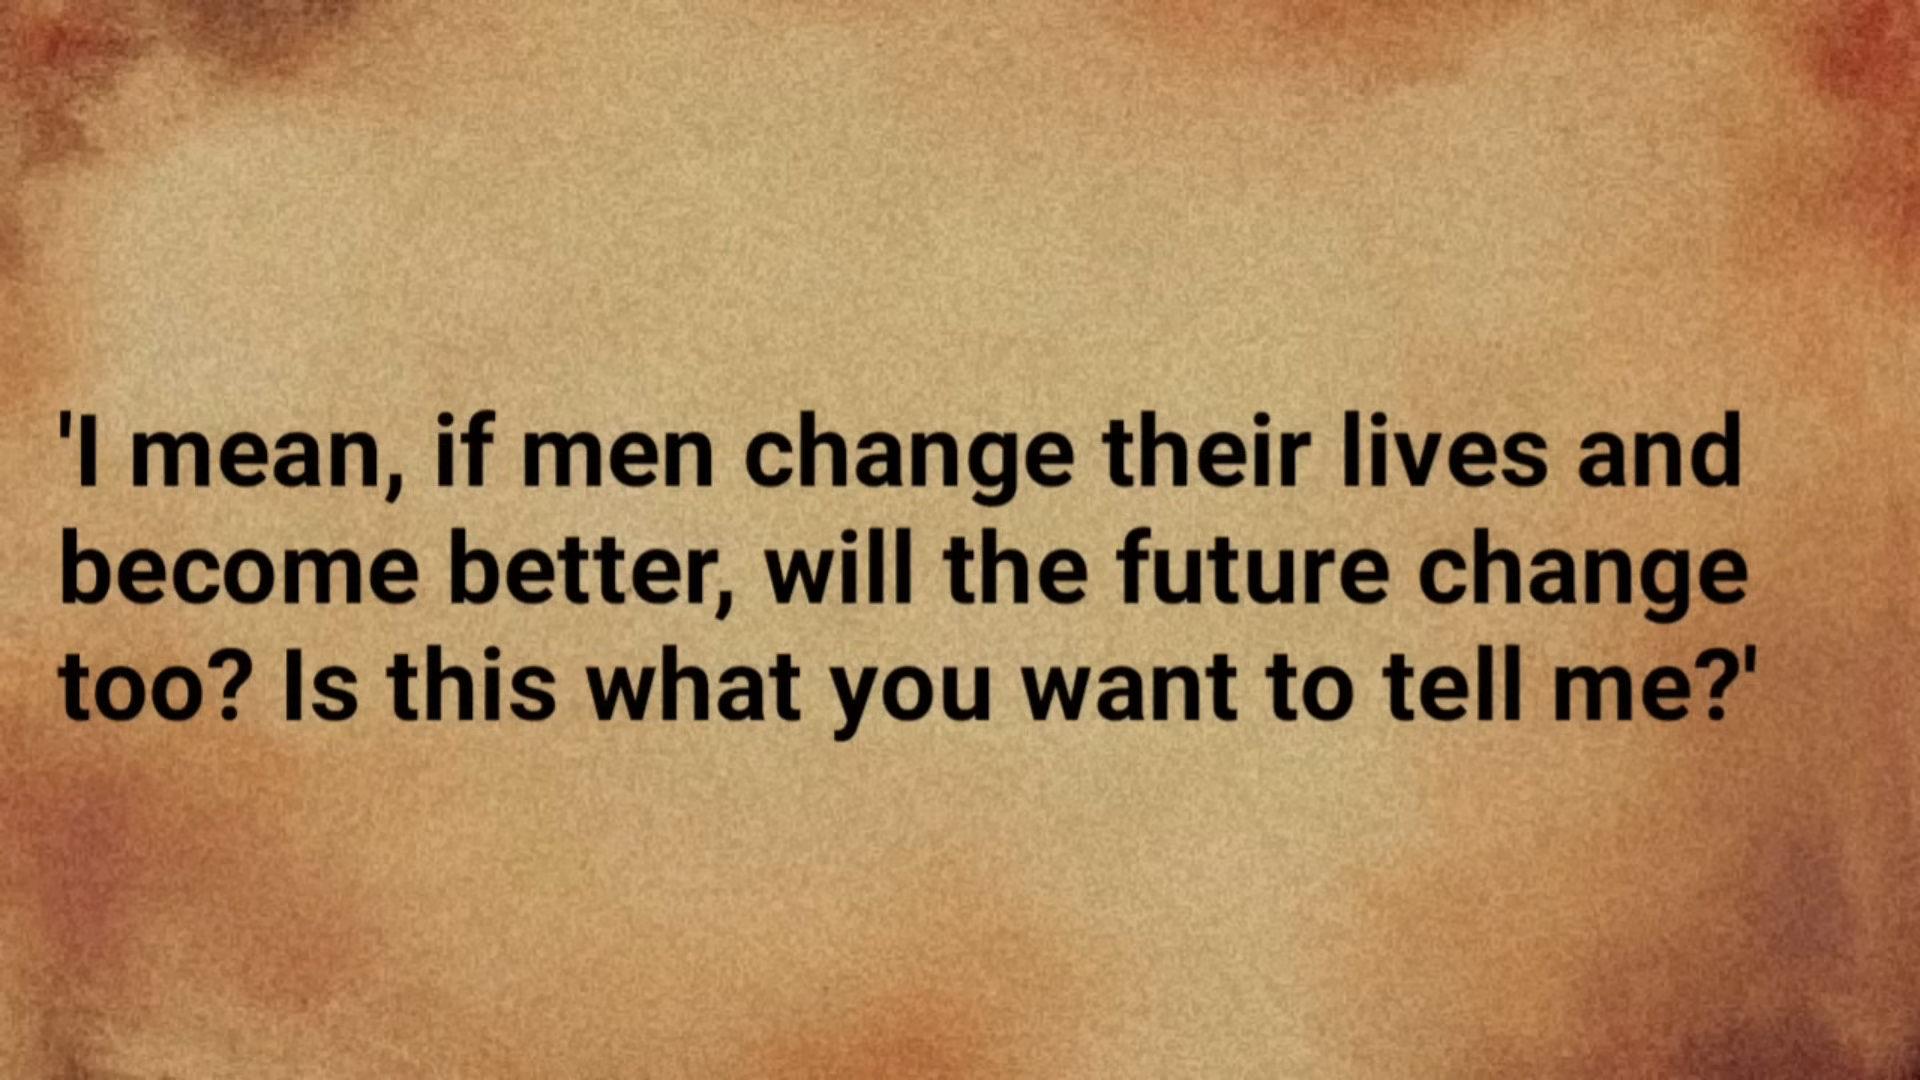 'I mean, if men change their lives and
become better, will the future change
too? Is this what you want to tell me?'